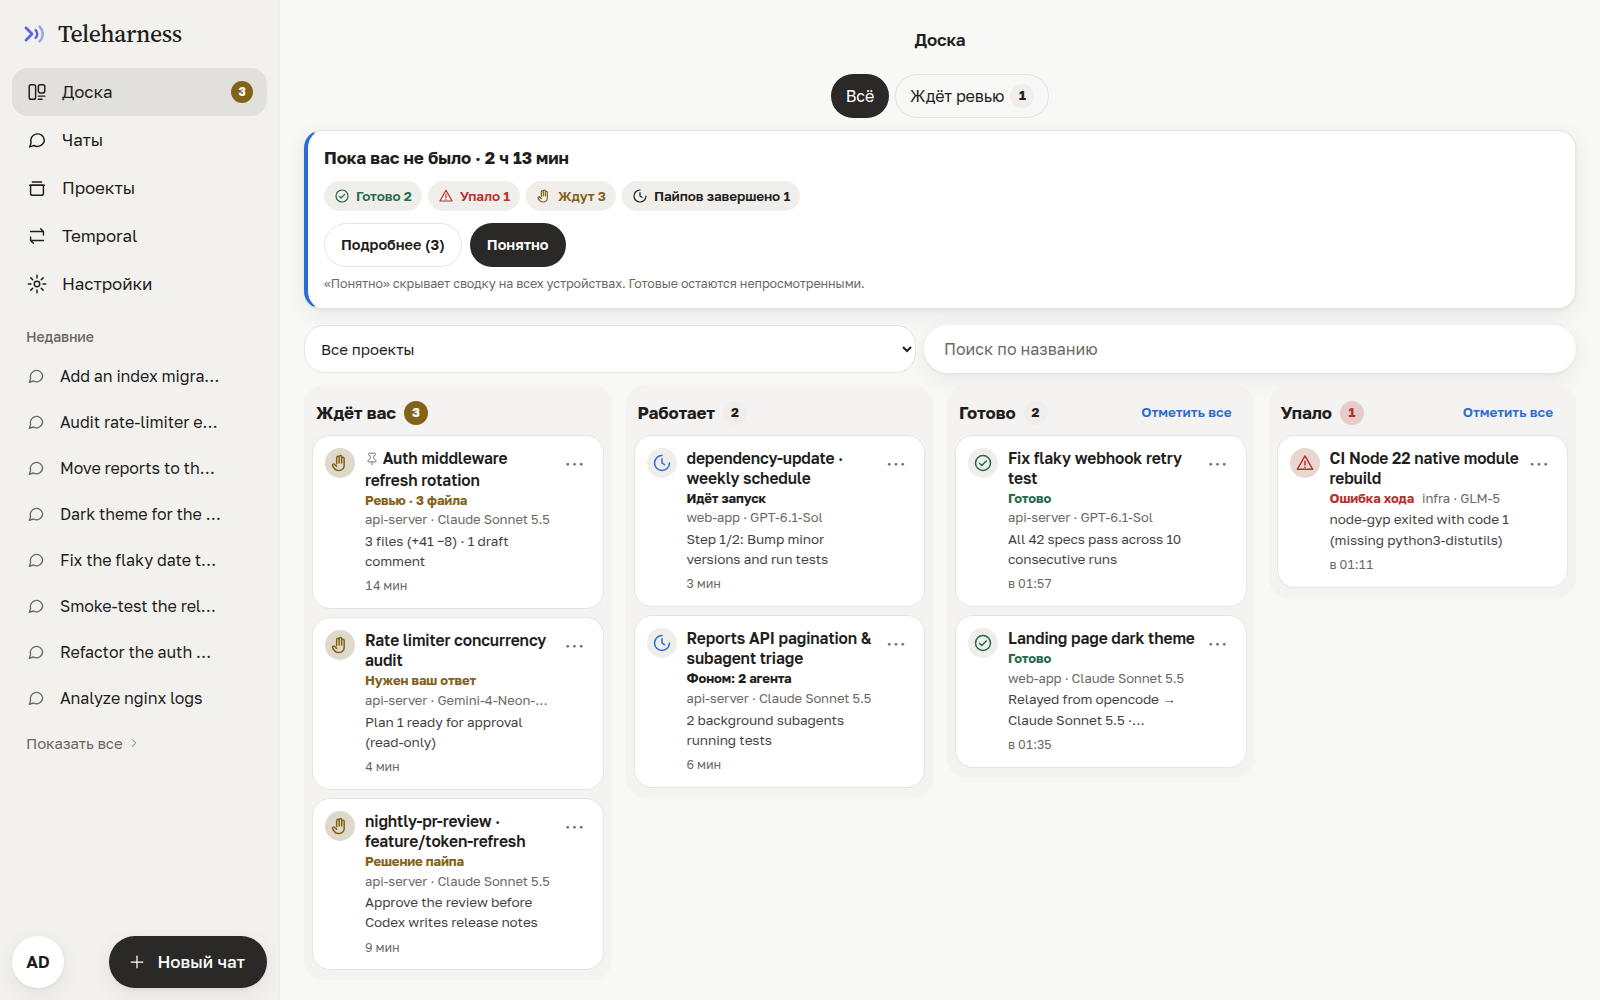 Teleharness
Доска
3
Чаты
Проекты
Temporal
Настройки
Недавние
Add an index migra...
Audit rate-limiter e...
Move reports to th...
Dark theme for the ...
Fix the flaky date t...
Smoke-test the rel...
Refactor the auth ...
Analyze nginx logs
Показать все
AD
Новый чат
Доска
Всё
Ждёт ревью 1
Пока вас не было · 2 ч 13 мин
Готово 2
Упало 1
Ждут 3
Пайпов завершено 1
Подробнее (3)
Понятно
«Понятно» скрывает сводку на всех устройствах. Готовые остаются непросмотренными.
Все проекты
Поиск по названию
Ждёт вас 3
Auth middleware
refresh rotation
Ревью · 3 файла
api-server · Claude Sonnet 5.5
3 files (+41 −8) · 1 draft
comment
14 мин
Rate limiter concurrency
audit
Нужен ваш ответ
api-server · Gemini-4-Neon-...
Plan 1 ready for approval
(read-only)
4 мин
nightly-pr-review ·
feature/token-refresh
Решение пайпа
api-server · Claude Sonnet 5.5
Approve the review before
Codex writes release notes
9 мин
Работает 2
dependency-update ·
weekly schedule
Идёт запуск
web-app · GPT-6.1-Sol
Step 1/2: Bump minor
versions and run tests
3 мин
Reports API pagination &
subagent triage
Фоном: 2 агента
api-server · Claude Sonnet 5.5
2 background subagents
running tests
6 мин
Готово 2
Отметить все
Fix flaky webhook retry
test
Готово
api-server · GPT-6.1-Sol
All 42 specs pass across 10
consecutive runs
в 01:57
Landing page dark theme
Готово
web-app · Claude Sonnet 5.5
Relayed from opencode →
Claude Sonnet 5.5 ·...
в 01:35
Упало 1
Отметить все
CI Node 22 native module
rebuild
Ошибка хода infra · GLM-5
node-gyp exited with code 1
(missing python3-distutils)
в 01:11